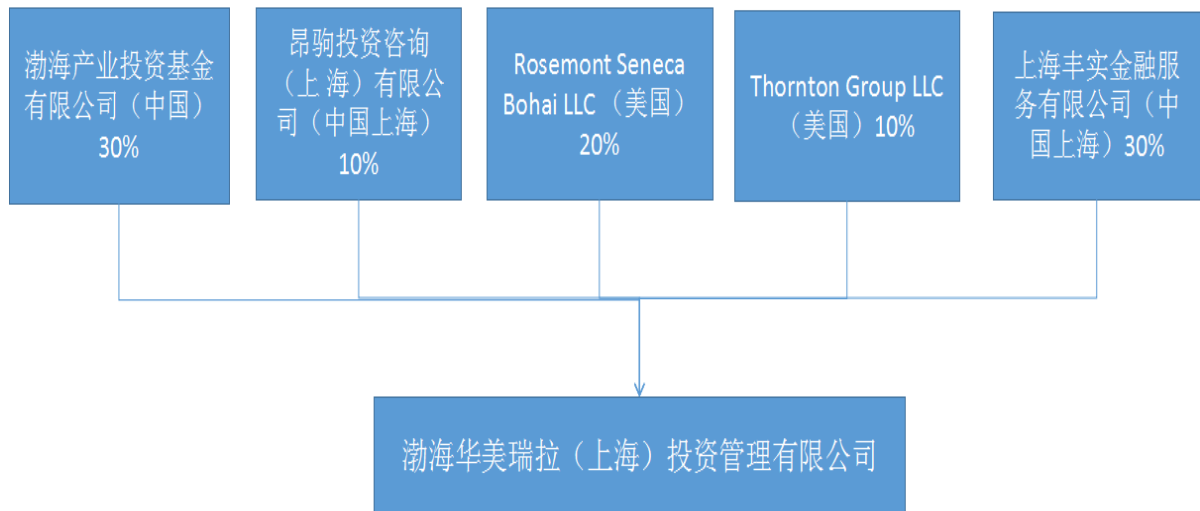 渤海产业投资基金
有限公司（中国）
30%
昂驹投资咨询
（上 海）有限公
司（中国上海）
10%
Rosemont Seneca
Bohai LLC （美国）
20%
Thornton Group LLC
（美国）10%
上海丰实金融服
务有限公司（中
国上海）30%
渤海华美瑞拉（上海）投资管理有限公司